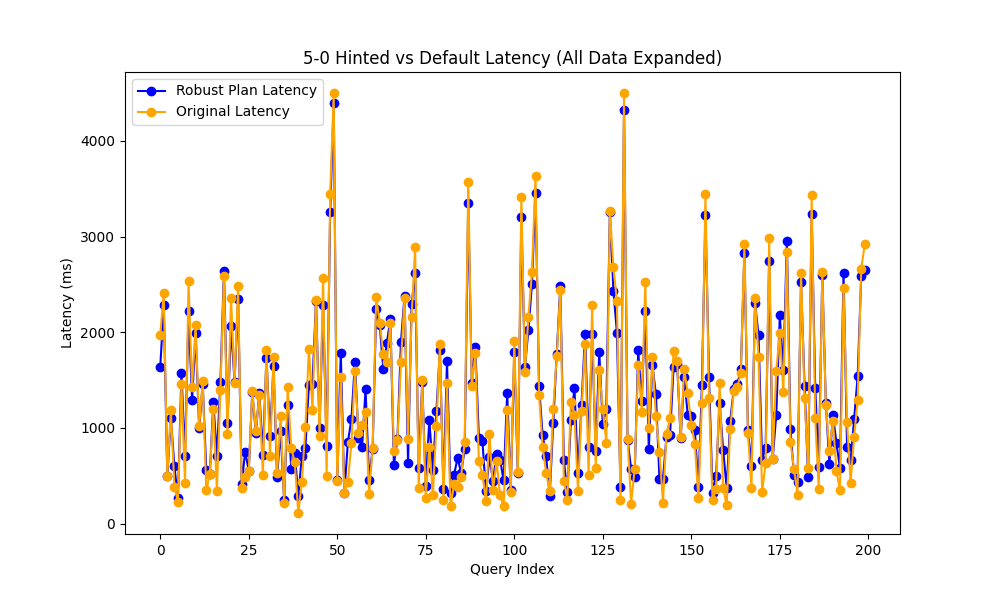 5-0 Hinted vs Default Latency (All Data Expanded)
Robust Plan Latency
Original Latency
Latency (ms)
4000
3000
2000
1000
0
0 25 50 75 100 125 150 175 200
Query Index